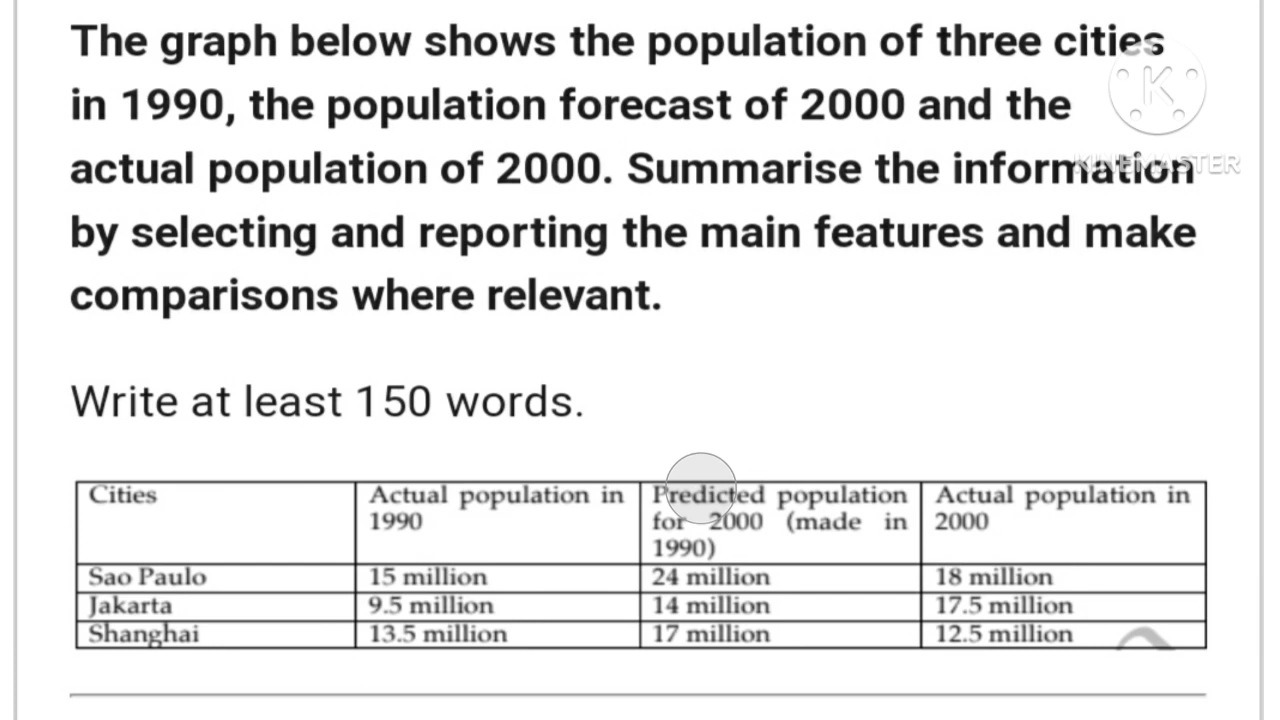 The graph below shows the population of three cities
in 1990, the population forecast of 2000 and the
K
actual population of 2000. Summarise the information
KINEMASTER
by selecting and reporting the main features and make
comparisons where relevant.
Write at least 150 words.
Cities Actual population in 1990 Predicted population for 2000 (made in 1990) Actual population in 2000
Sao Paulo 15 million 24 million 18 million
Jakarta 9.5 million 14 million 17.5 million
Shanghai 13.5 million 17 million 12.5 million